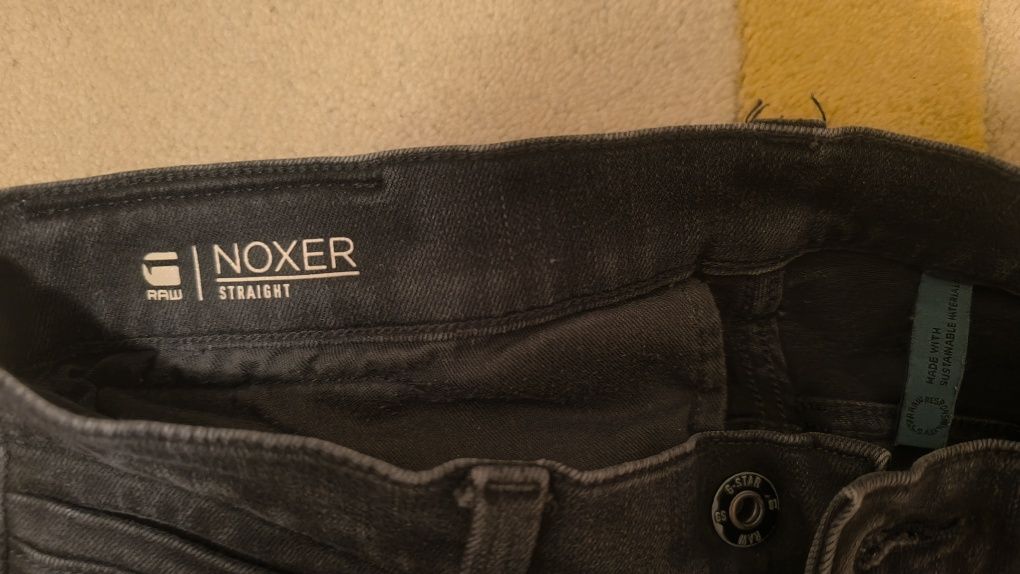 RAW
NOXER
STRAIGHT
MADE WITH
SUSTAINABLE MATERIALS
G-STAR
RAW